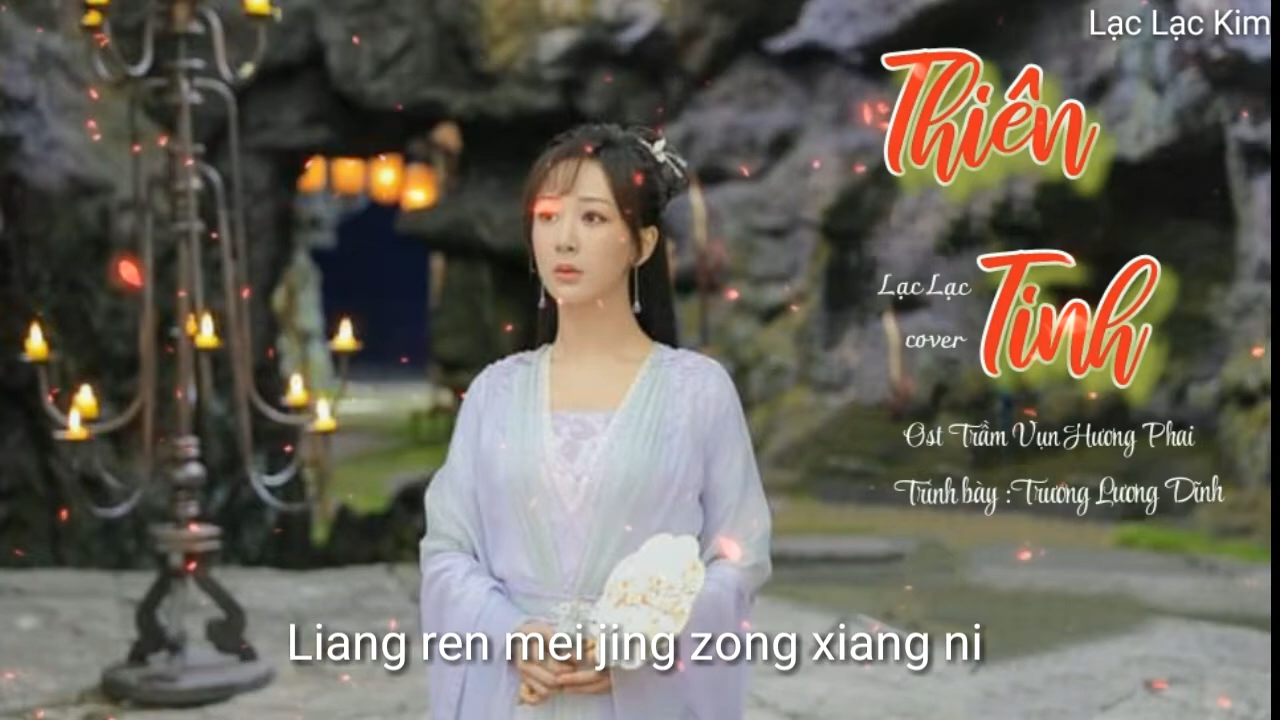 Lạc Lạc Kim
Thiên
Lạc Lạc
cover
Tình
Ost Trầm Vụn Hương Phai
Trình bày : Trương Lương Dĩnh
Liang ren mei jing zong xiang ni